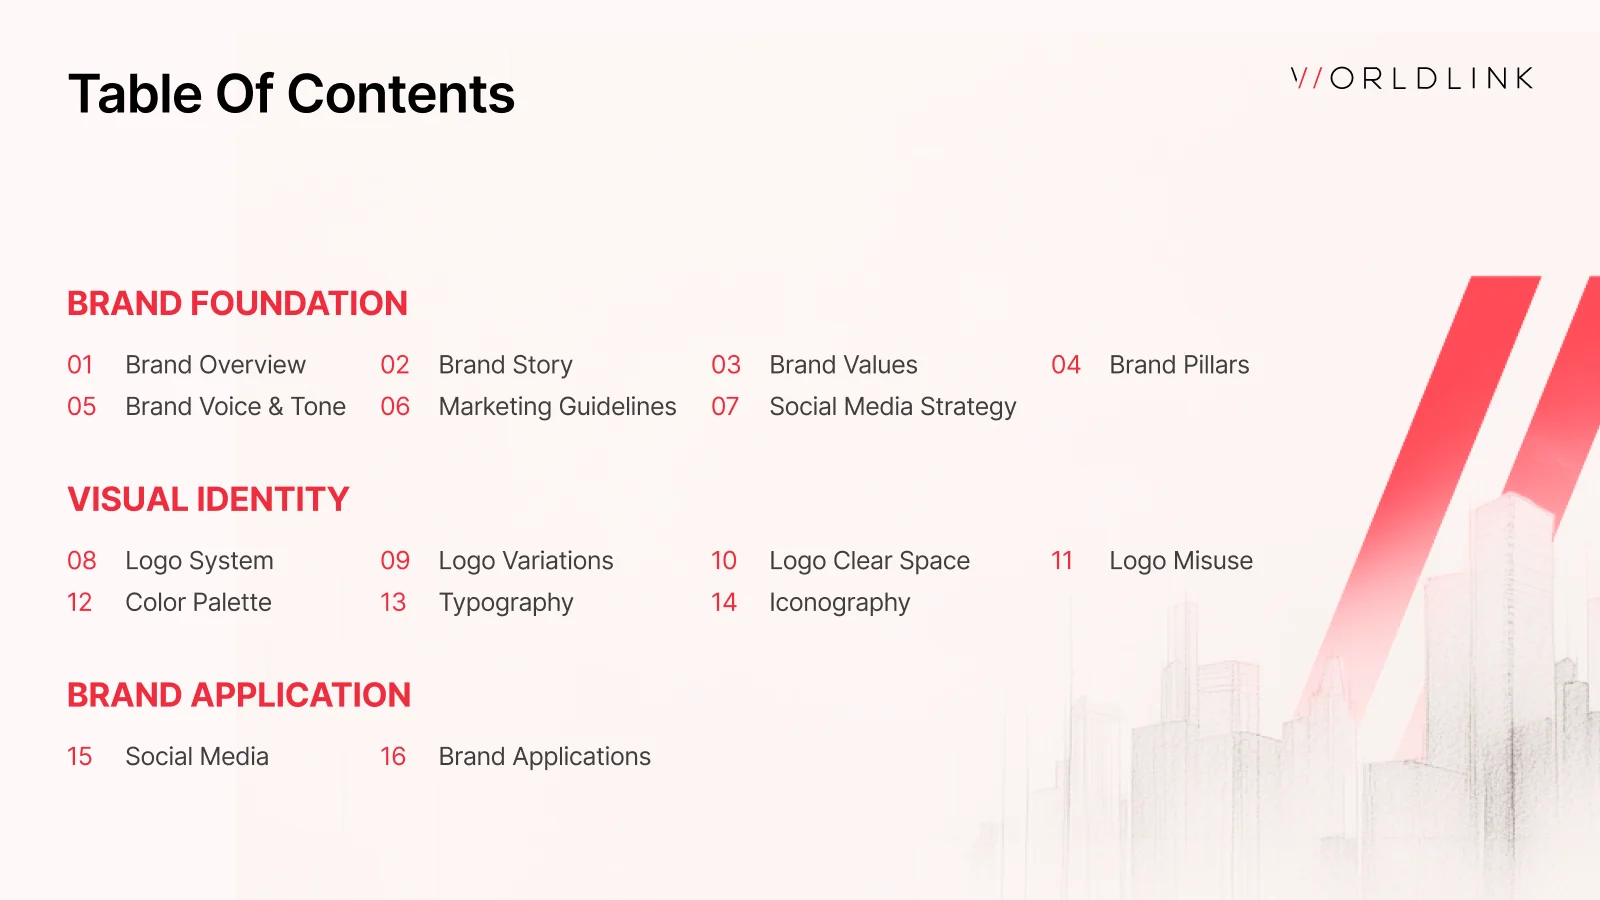 Table Of Contents
WORLDLINK
BRAND FOUNDATION
01 Brand Overview 02 Brand Story 03 Brand Values 04 Brand Pillars
05 Brand Voice & Tone 06 Marketing Guidelines 07 Social Media Strategy
VISUAL IDENTITY
08 Logo System 09 Logo Variations 10 Logo Clear Space 11 Logo Misuse
12 Color Palette 13 Typography 14 Iconography
BRAND APPLICATION
15 Social Media 16 Brand Applications